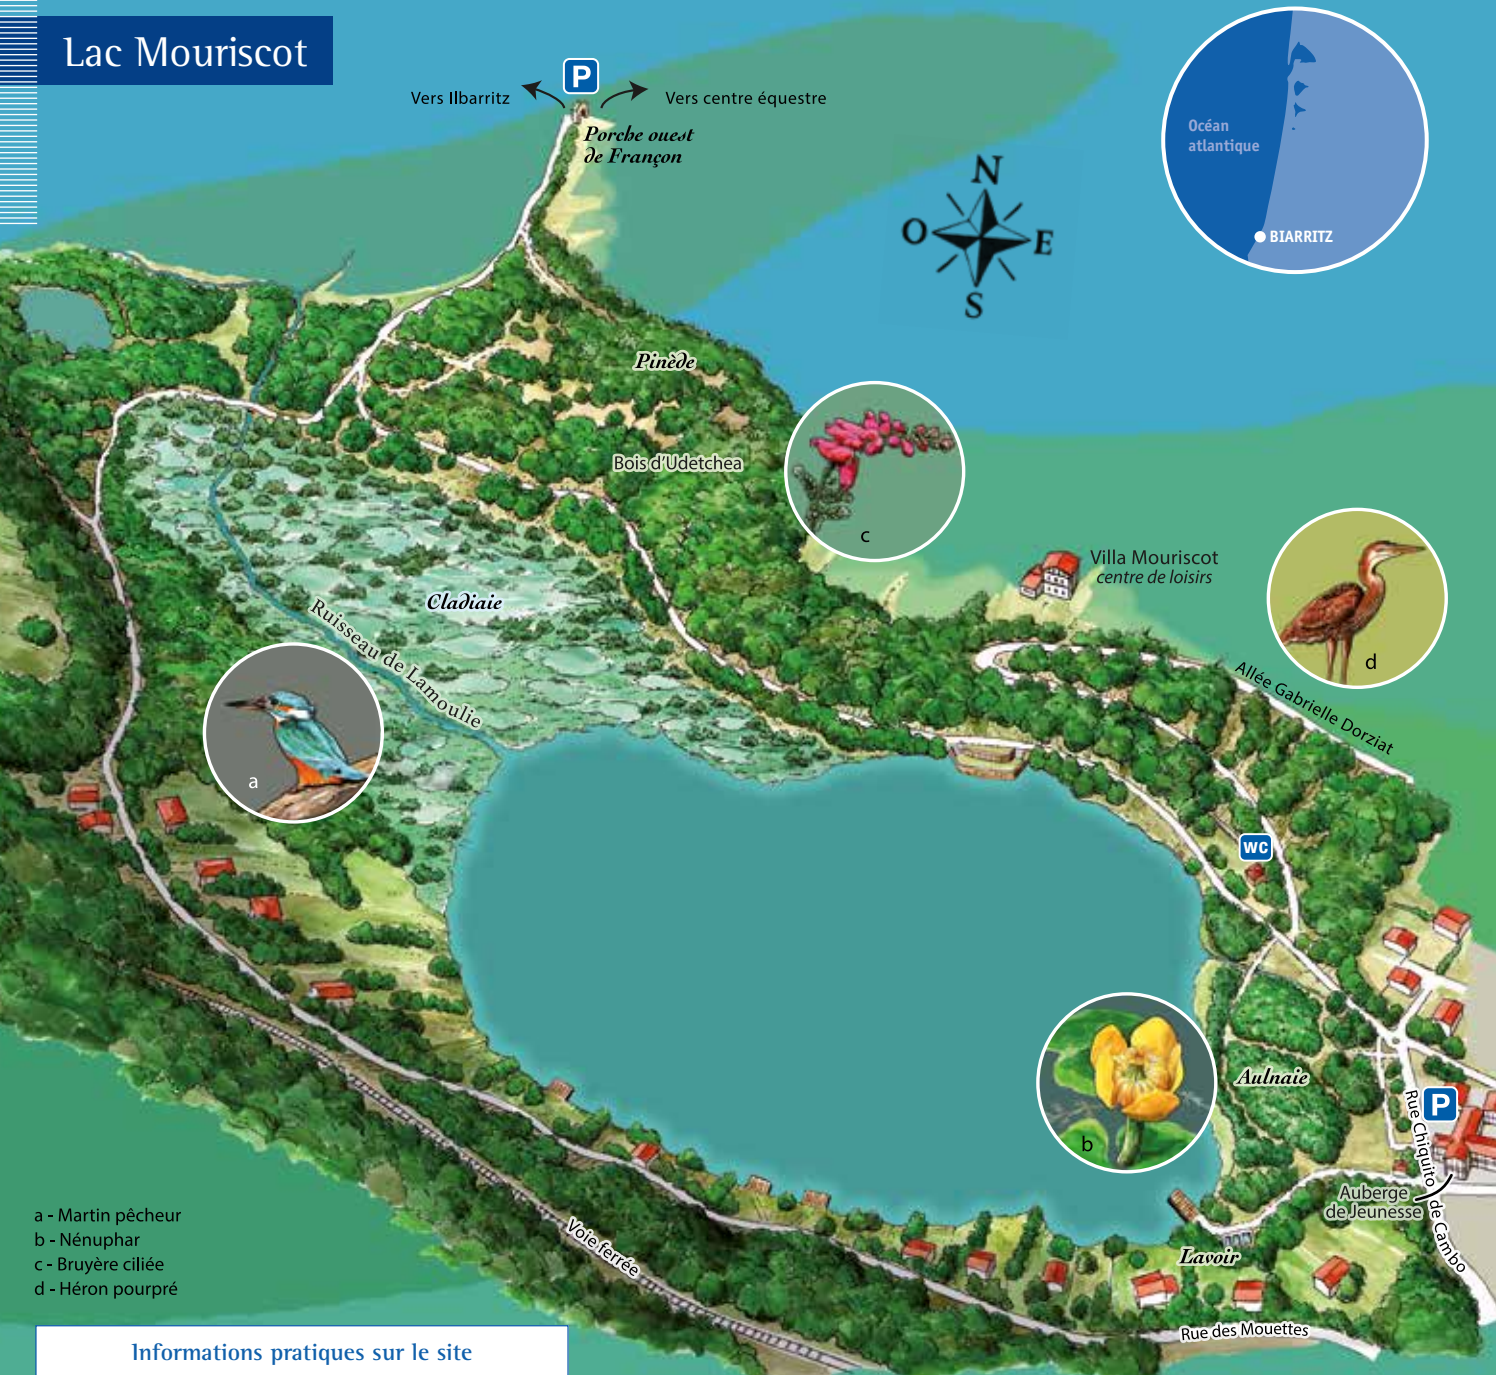 Lac Mouriscot
P
Vers Ilbarritz
Vers centre équestre
Porche ouest
de Françon
N
O
E
S
Océan
atlantique
BIARRITZ
Pinède
Bois d'Udetchea
c
Villa Mouriscot
centre de loisirs
d
Cladiaie
Ruisseau de Lamoulie
Allée Gabrielle Dorziat
a
WC
Aulnaie
b
P
Rue Chiquito de Cambo
Auberge
de Jeunesse
Lavoir
Voie ferrée
Rue des Mouettes
a - Martin pêcheur
b - Nénuphar
c - Bruyère ciliée
d - Héron pourpré
Informations pratiques sur le site